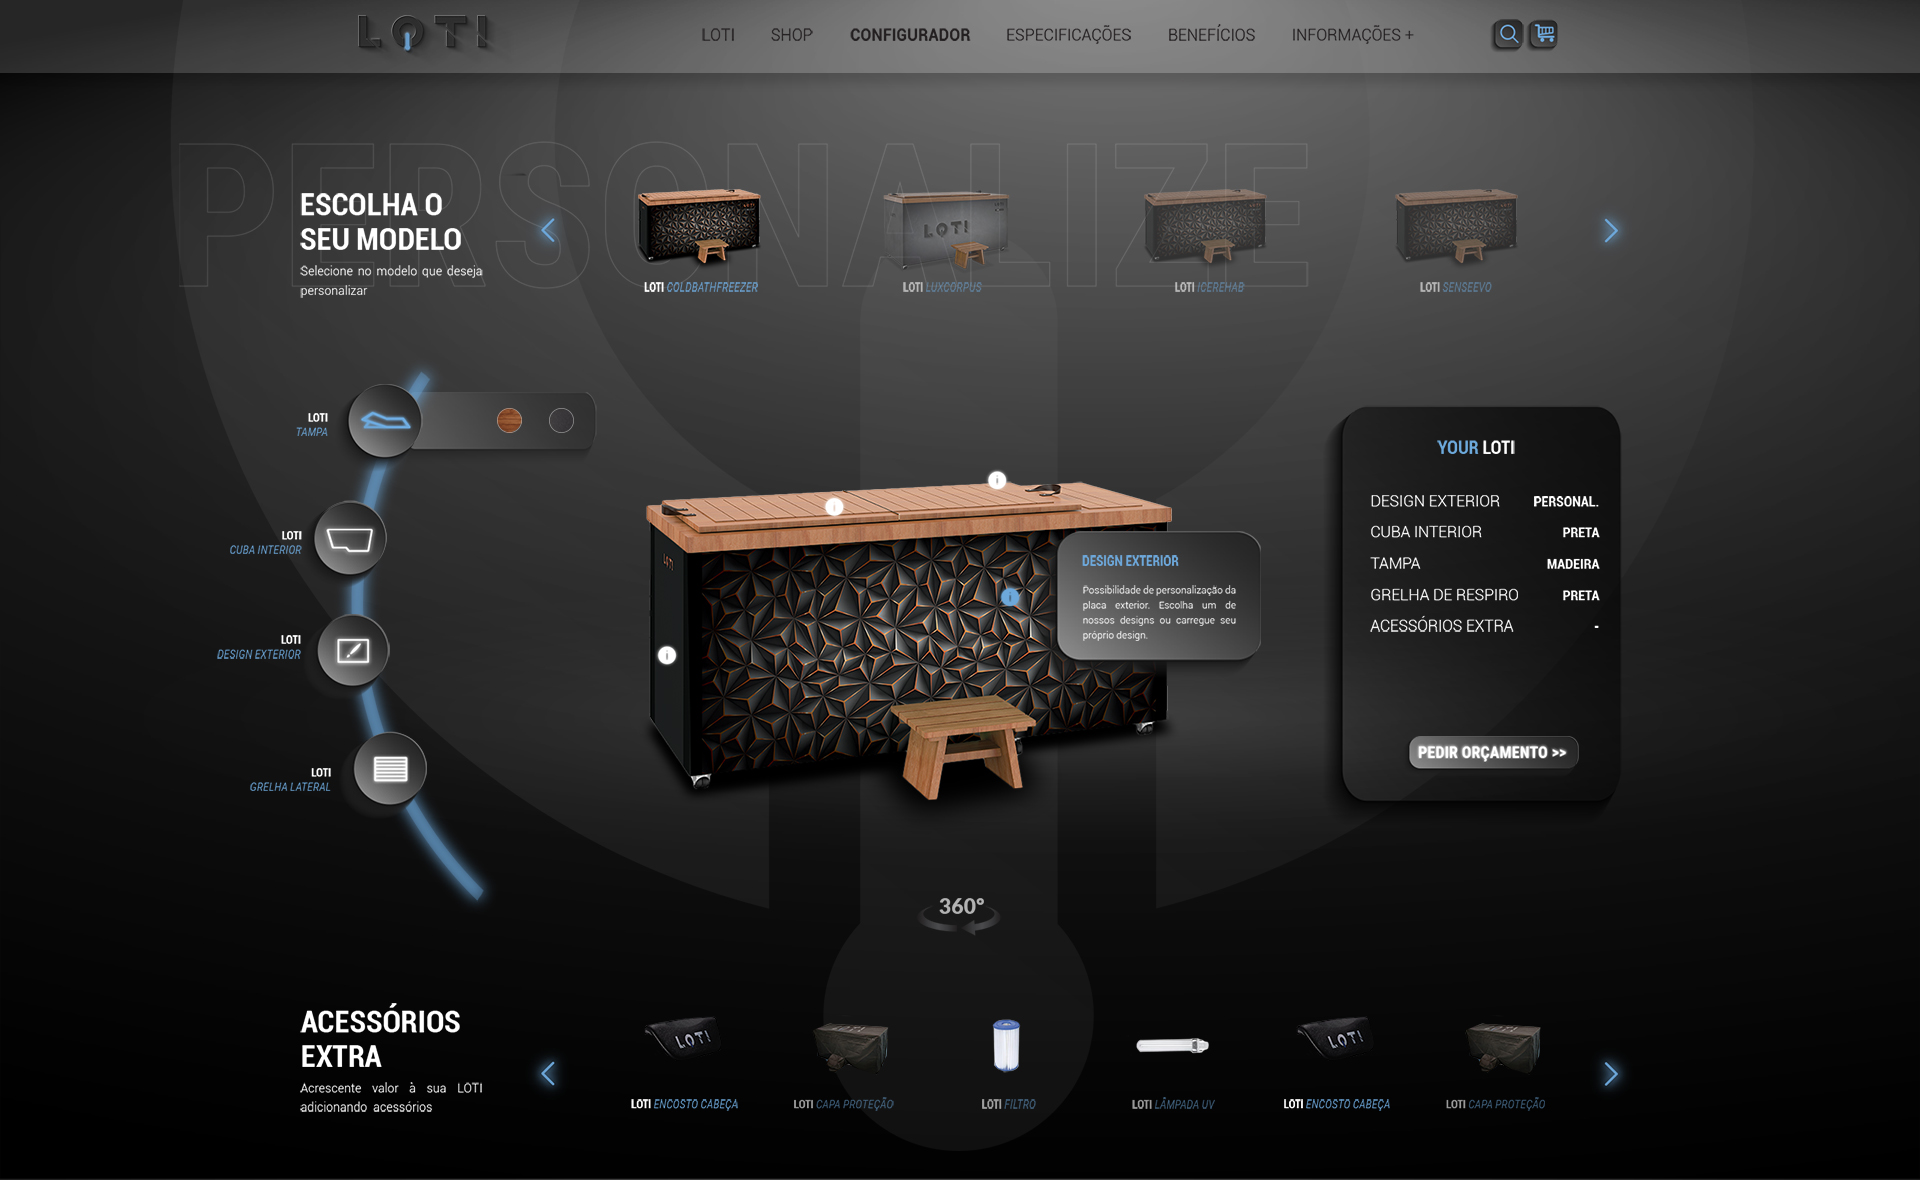 LOTI
LOTI SHOP CONFIGURADOR ESPECIFICAÇÕES BENEFÍCIOS INFORMAÇÕES +
PERSONALIZE
ESCOLHA O
SEU MODELO
Selecione no modelo que deseja
personalizar
LOTI
LOTI COLDBATHFREEZER
LOTI LUXCORPUS
LOTI ICEREHAB
LOTI SENSEEVO
LOTI
TAMPA
LOTI
CUBA INTERIOR
LOTI
DESIGN EXTERIOR
LOTI
GRELHA LATERAL
LOTI
i
i
i
i
DESIGN EXTERIOR
Possibilidade de personalização da
placa exterior. Escolha um de
nossos designs ou carregue seu
próprio design.
YOUR LOTI
DESIGN EXTERIOR PERSONAL.
CUBA INTERIOR PRETA
TAMPA MADEIRA
GRELHA DE RESPIRO PRETA
ACESSÓRIOS EXTRA -
PEDIR ORÇAMENTO >>
360º
ACESSÓRIOS
EXTRA
Acrescente valor à sua LOTI
adicionando acessórios
LOTI
LOTI
LOTI ENCOSTO CABEÇA
LOTI CAPA PROTEÇÃO
LOTI FILTRO
LOTI LÂMPADA UV
LOTI ENCOSTO CABEÇA
LOTI CAPA PROTEÇÃO